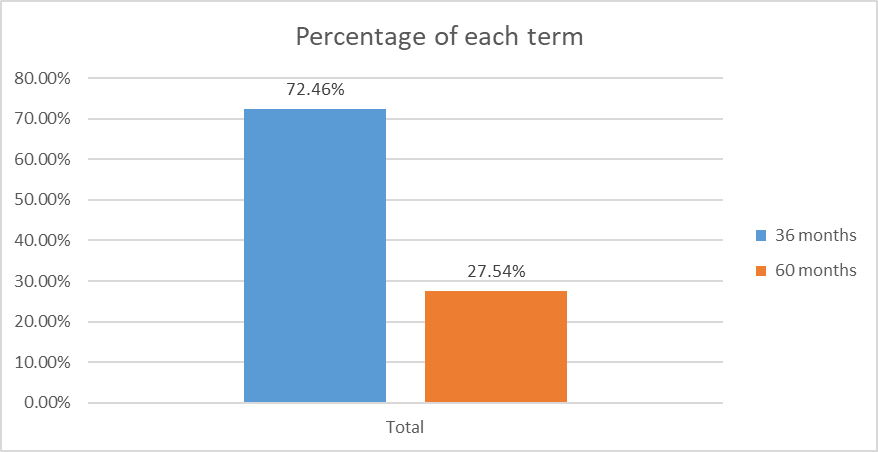 Percentage of each term
80.00%
70.00%
60.00%
50.00%
40.00%
30.00%
20.00%
10.00%
0.00%
72.46%
27.54%
Total
36 months
60 months